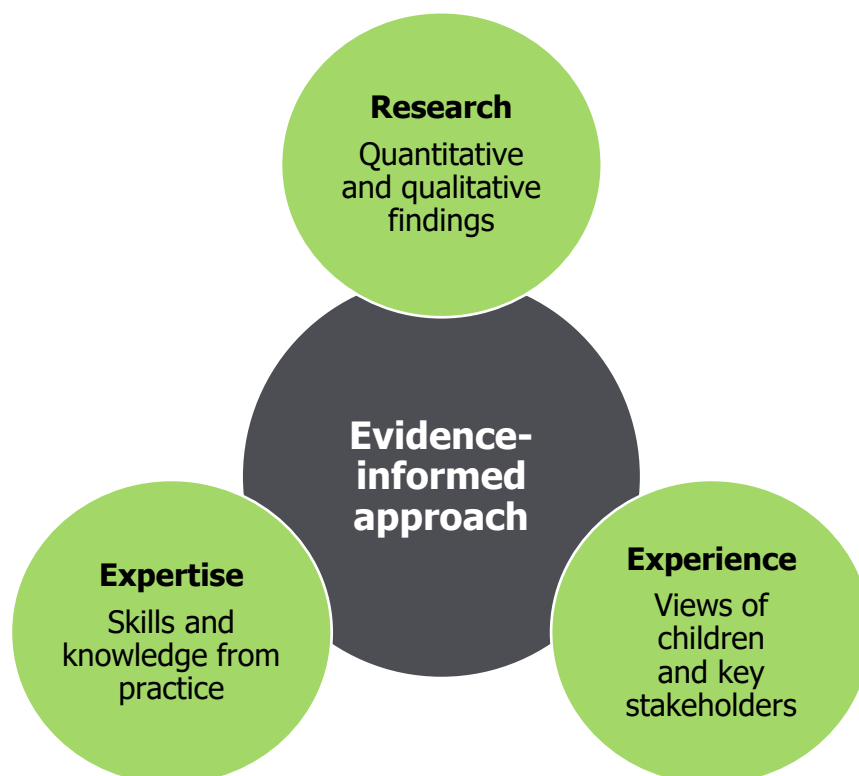 Research
Quantitative
and qualitative
findings
Evidence-
informed
approach
Expertise
Skills and
knowledge from
practice
Experience
Views of
children
and key
stakeholders